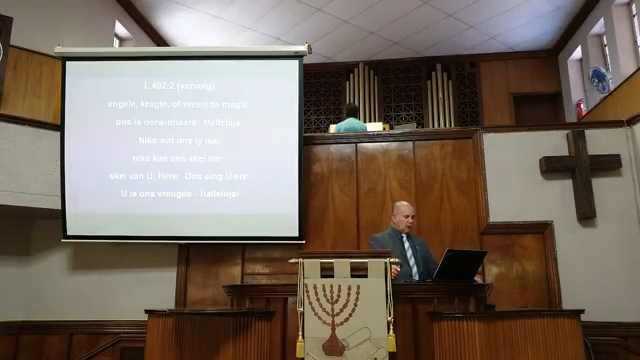 L 492:2 (vervolg)
engele, kragte, of vreemde magte
ons is oorwinnaars. Halleluja
Niks wat ons ly nie,
niks kan ons skei nie -
skei van U, Here. Ons sing U ere.
U is ons vreugde - Halleluja!